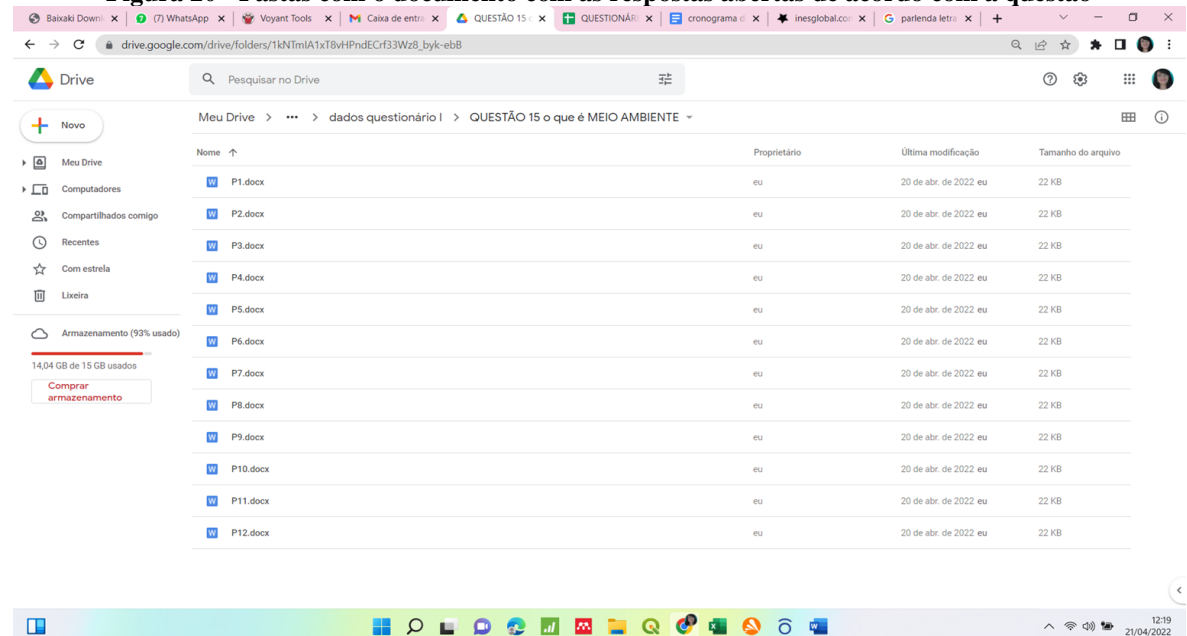 Baixaki Downl
(7) WhatsApp
Voyant Tools
Caixa de entra
QUESTÃO 15
QUESTIONÁRI
cronograma d
inesglobal.com
parlenda letra
drive.google.com/drive/folders/1kNTmlA1xT8vHPndECrf33Wz8_byk-ebB
Drive
Pesquisar no Drive
Novo
Meu Drive > ••• > dados questionário I > QUESTÃO 15 o que é MEIO AMBIENTE
Meu Drive
Computadores
Compartilhados comigo
Recentes
Com estrela
Lixeira
Armazenamento (93% usado)
14,04 GB de 15 GB usados
Comprar
armazenamento
Nome Proprietário Última modificação Tamanho do arquivo
P1.docx eu 20 de abr. de 2022 eu 22 KB
P2.docx eu 20 de abr. de 2022 eu 22 KB
P3.docx eu 20 de abr. de 2022 eu 22 KB
P4.docx eu 20 de abr. de 2022 eu 22 KB
P5.docx eu 20 de abr. de 2022 eu 22 KB
P6.docx eu 20 de abr. de 2022 eu 22 KB
P7.docx eu 20 de abr. de 2022 eu 22 KB
P8.docx eu 20 de abr. de 2022 eu 22 KB
P9.docx eu 20 de abr. de 2022 eu 22 KB
P10.docx eu 20 de abr. de 2022 eu 22 KB
P11.docx eu 20 de abr. de 2022 eu 22 KB
P12.docx eu 20 de abr. de 2022 eu 22 KB
12:19
21/04/2022